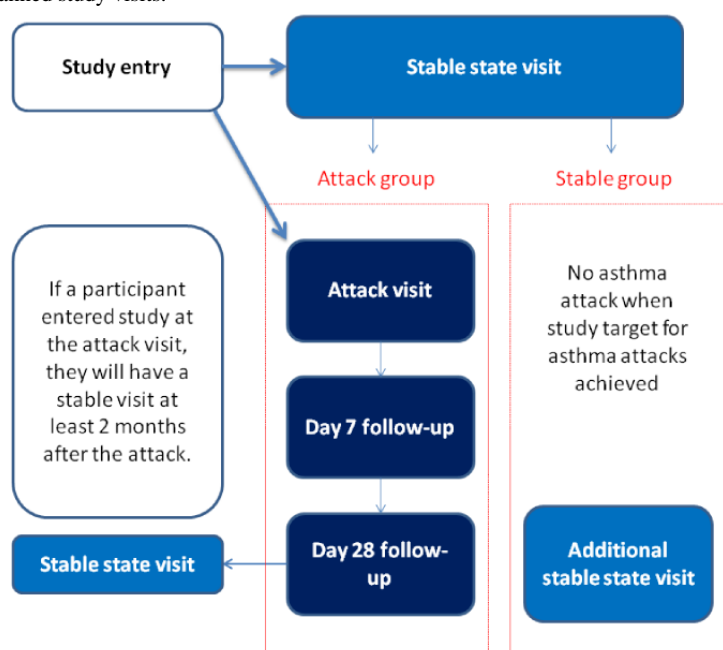 study visits.
Study entry
Stable state visit
Attack group
Stable group
Attack visit
If a participant
entered study at
the attack visit,
they will have a
stable visit at
least 2 months
after the attack.
No asthma
attack when
study target for
asthma attacks
achieved
Day 7 follow-up
Day 28 follow-
up
Stable state visit
Additional
stable state visit